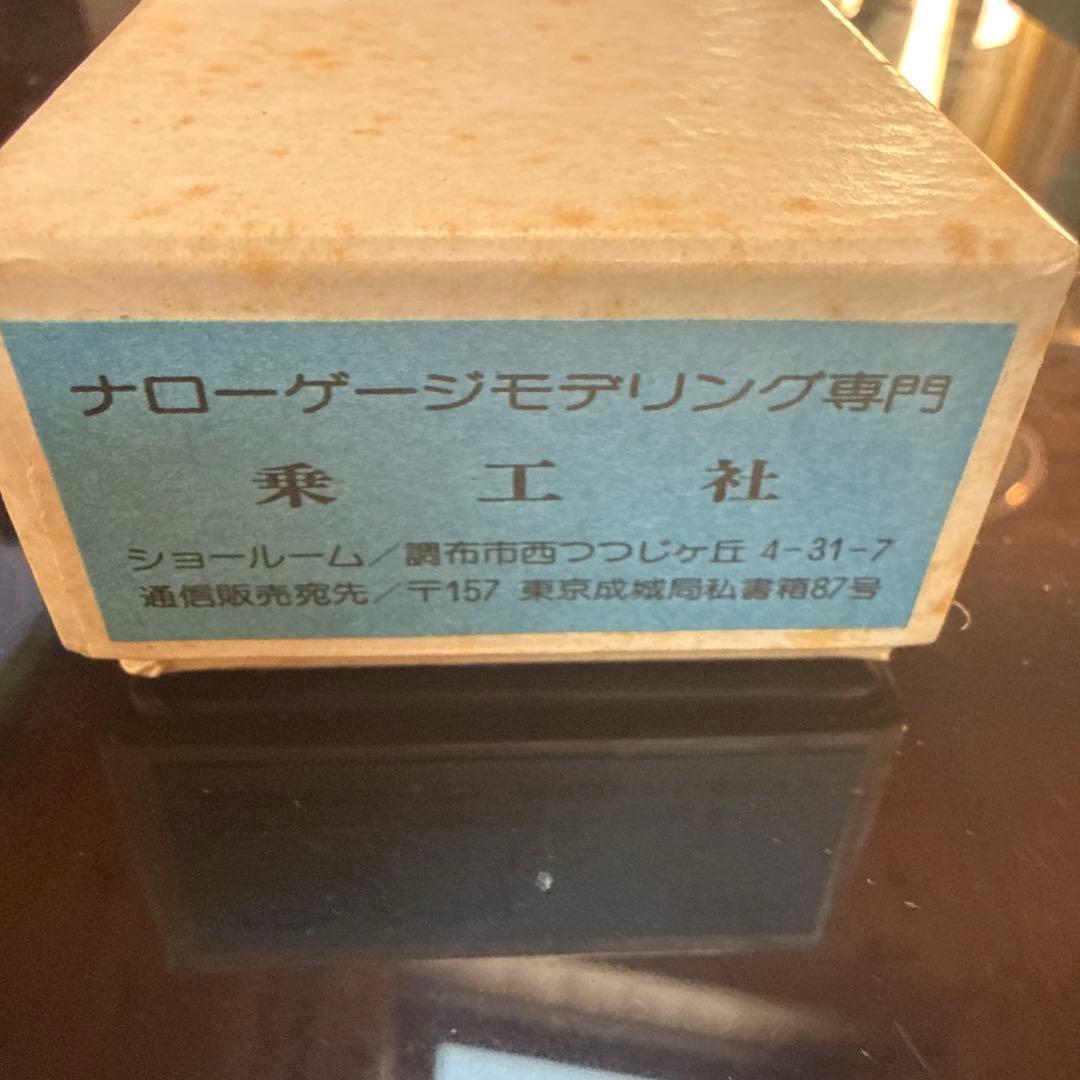 ナローゲージモデリング専門
乗工社
ショールーム／調布市西つつじヶ丘 4-31-7
通信販売宛先／〒157 東京成城局私書箱87号